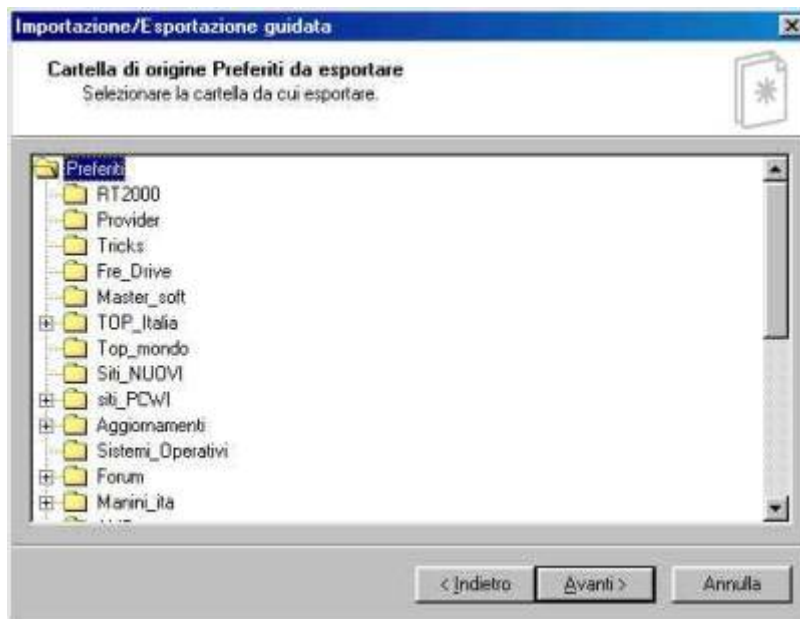 Importazione/Esportazione guidata
Cartella di origine Preferiti da esportare
Selezionare la cartella da cui esportare.
Preferiti
RT2000
Provider
Tricks
Fre_Drive
Master_soft
TOP_Italia
Top_mondo
Siti_NUOVI
siti_PCWI
Aggiornamenti
Sistemi_Operativi
Forum
Manini_ita
< Indietro
Avanti >
Annulla